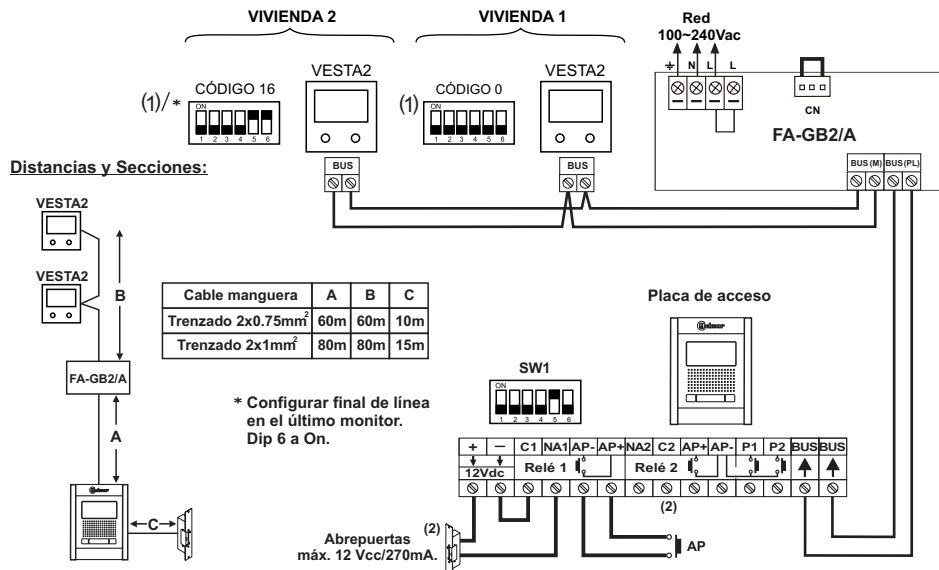 VIVIENDA 2
VIVIENDA 1
Red
100~240Vac
N L L
CN
FA-GB2/A
BUS (M) BUS (PL)
(1)/*
CÓDIGO 16
ON
1 2 3 4 5 6
VESTA2
BUS
(1)
CÓDIGO 0
ON
1 2 3 4 5 6
VESTA2
BUS
Distancias y Secciones:
VESTA2
VESTA2
B
FA-GB2/A
A
C
Cable manguera A B C
Trenzado 2x0.75mm² 60m 60m 10m
Trenzado 2x1mm² 80m 80m 15m
* Configurar final de línea
en el último monitor.
Dip 6 a On.
SW1
ON
1 2 3 4 5 6
Placa de acceso
Golmar
+ – C1 NA1 AP- AP+ NA2 C2 AP+ AP- P1 P2 BUS BUS
12Vdc
Relé 1
Relé 2
(2)
(2)
Abrepuertas
máx. 12 Vcc/270mA.
AP